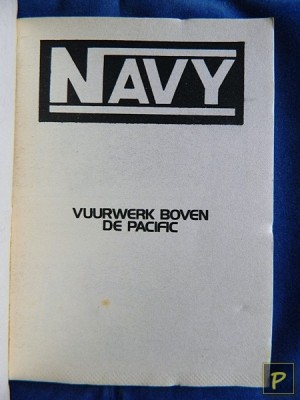 NAVY
VUURWERK BOVEN
DE PACIFIC
P